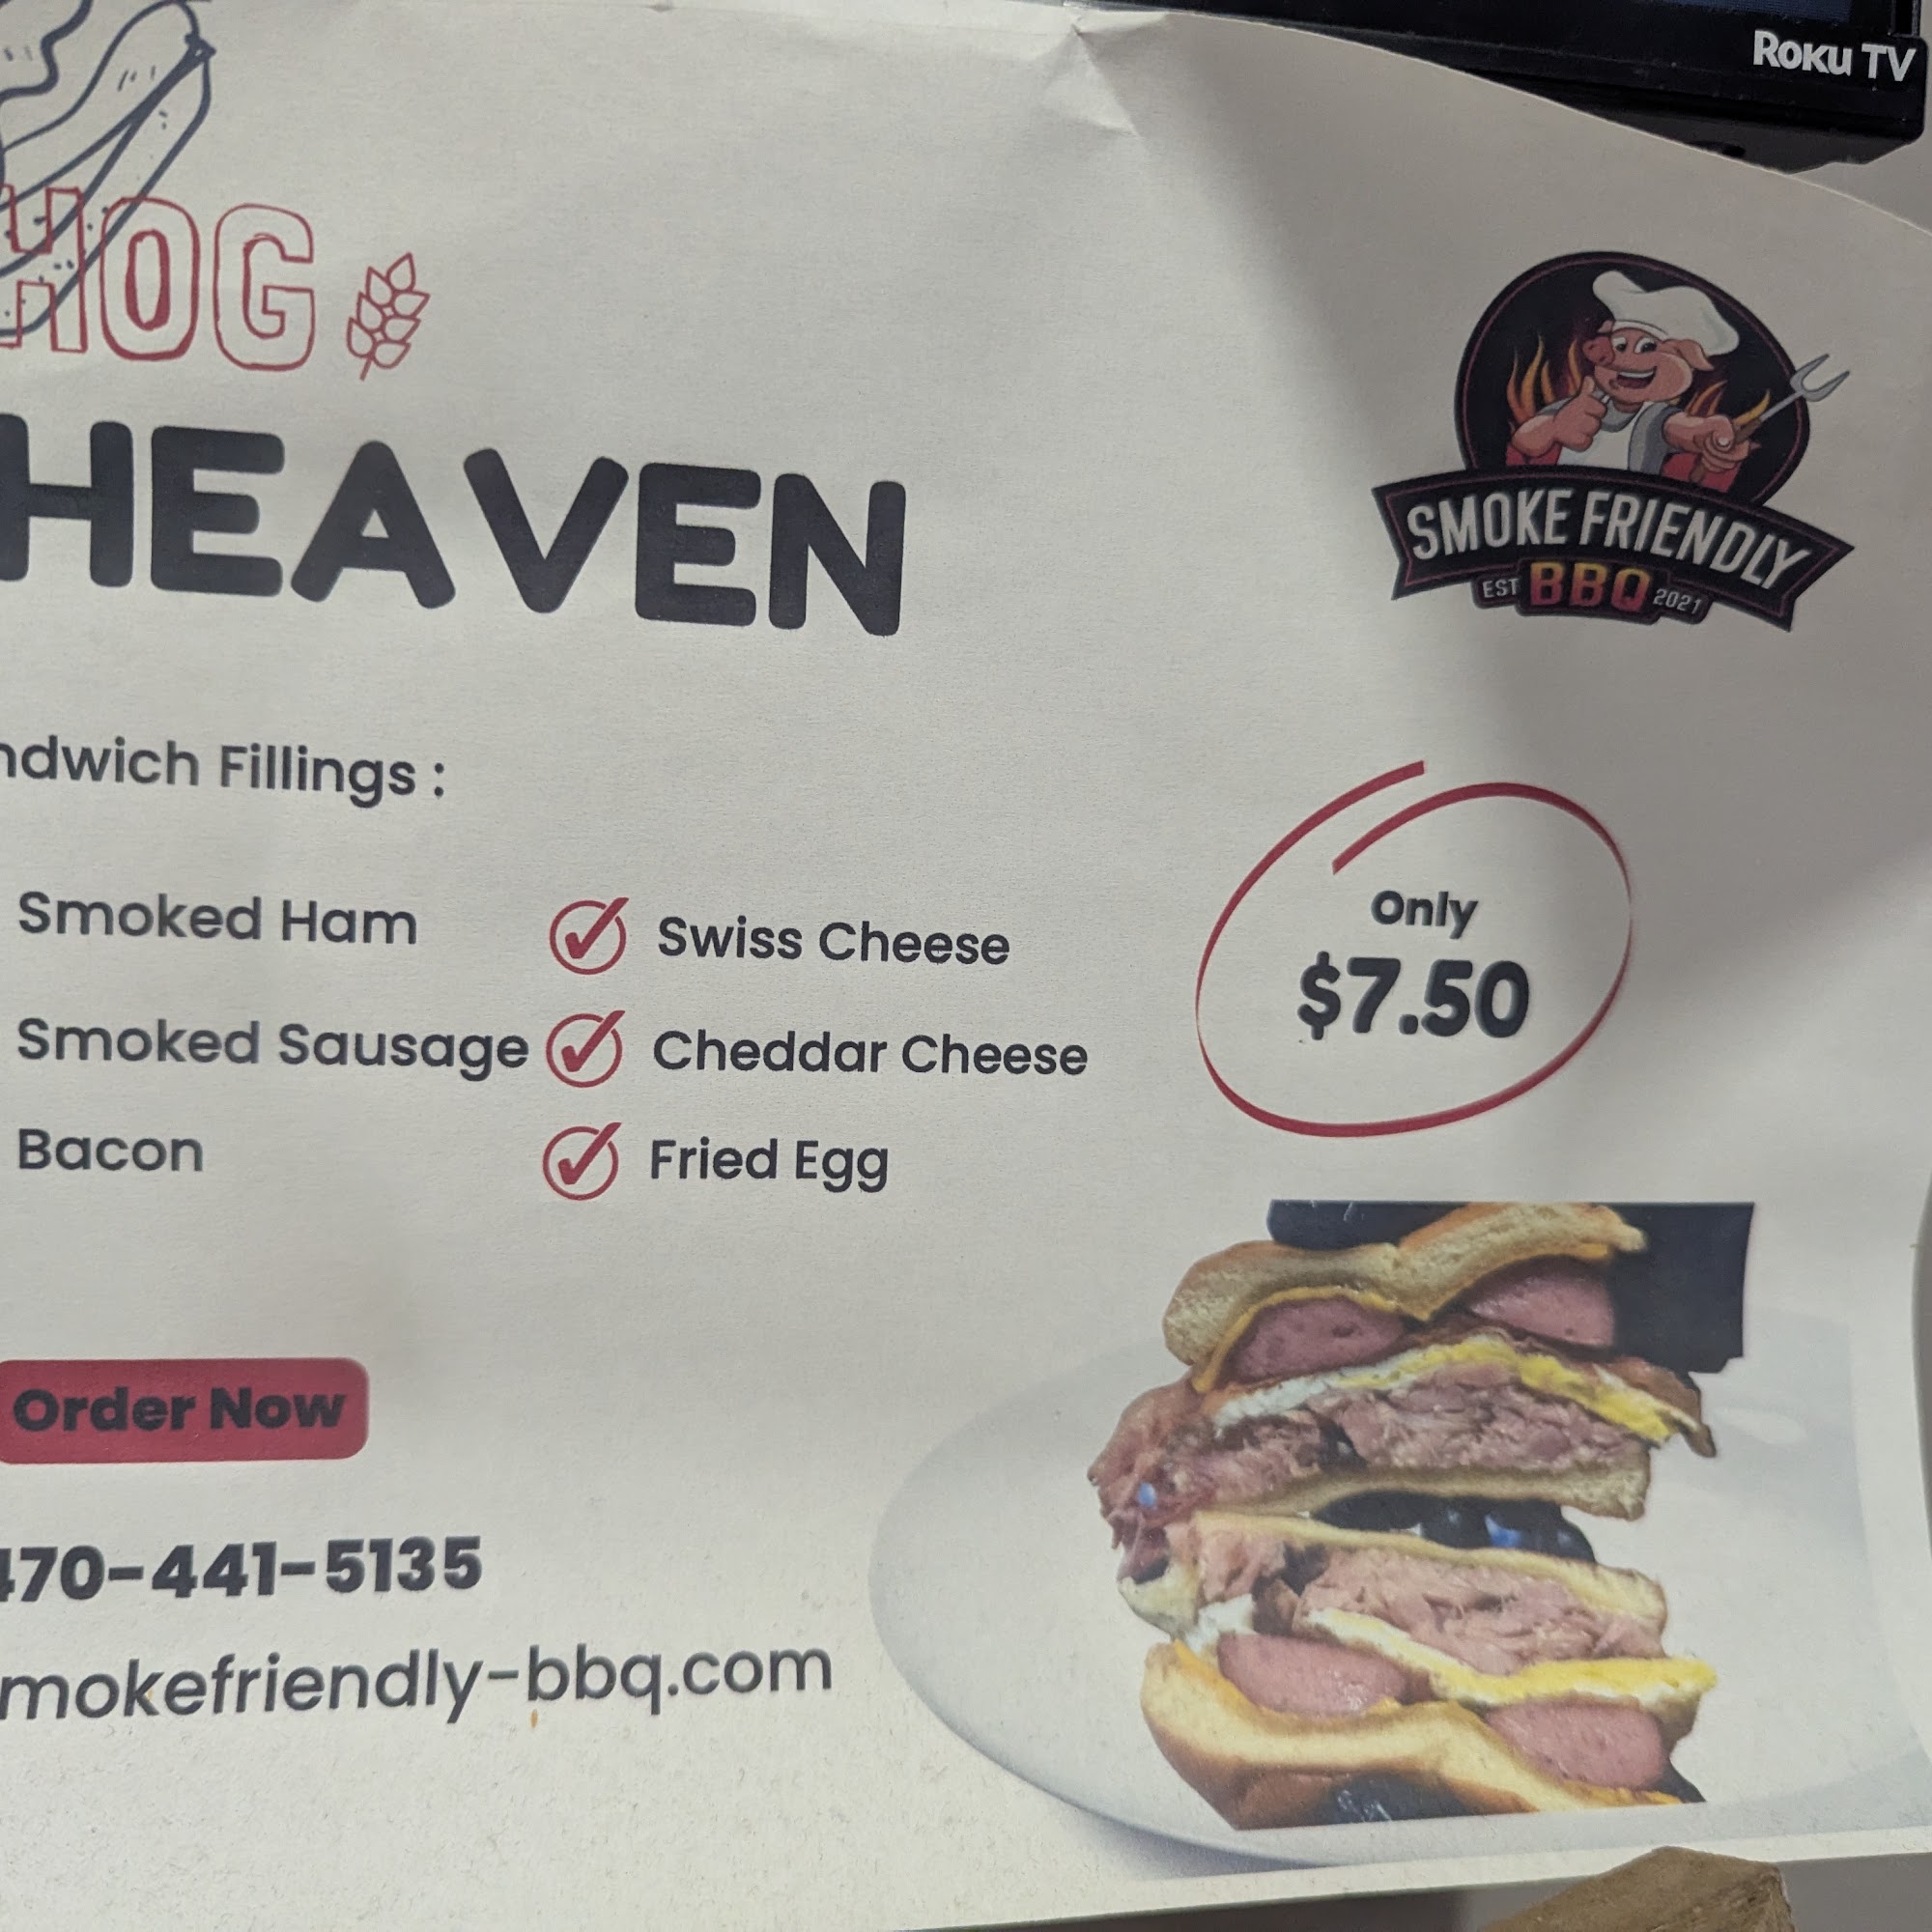 Roku TV
HOG
HEAVEN
SMOKE FRIENDLY
EST BBQ 2021
ndwich Fillings :
Smoked Ham
Swiss Cheese
Smoked Sausage
Cheddar Cheese
Bacon
Fried Egg
Only
$7.50
Order Now
470-441-5135
mokefriendly-bbq.com